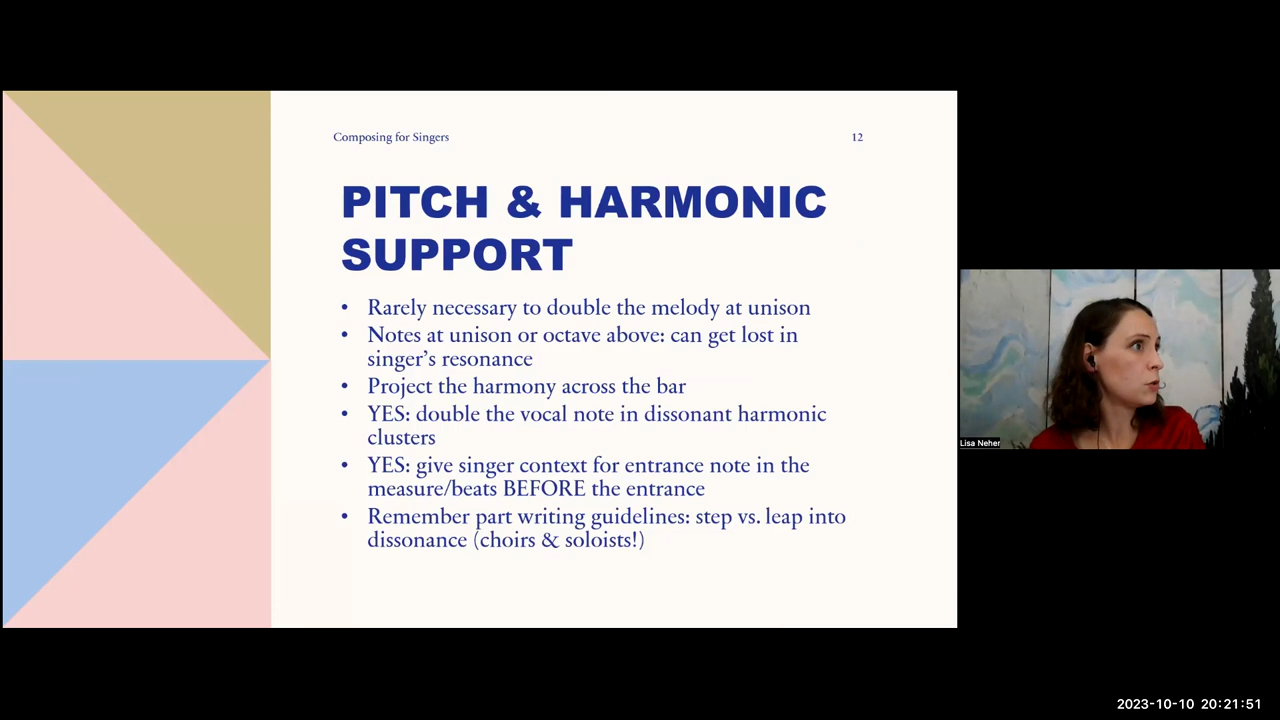 Composing for Singers
12
PITCH & HARMONIC
SUPPORT
• Rarely necessary to double the melody at unison
• Notes at unison or octave above: can get lost in
singer’s resonance
• Project the harmony across the bar
• YES: double the vocal note in dissonant harmonic
clusters
• YES: give singer context for entrance note in the
measure/beats BEFORE the entrance
• Remember part writing guidelines: step vs. leap into
dissonance (choirs & soloists!)
Lisa Neher
2023-10-10 20:21:51